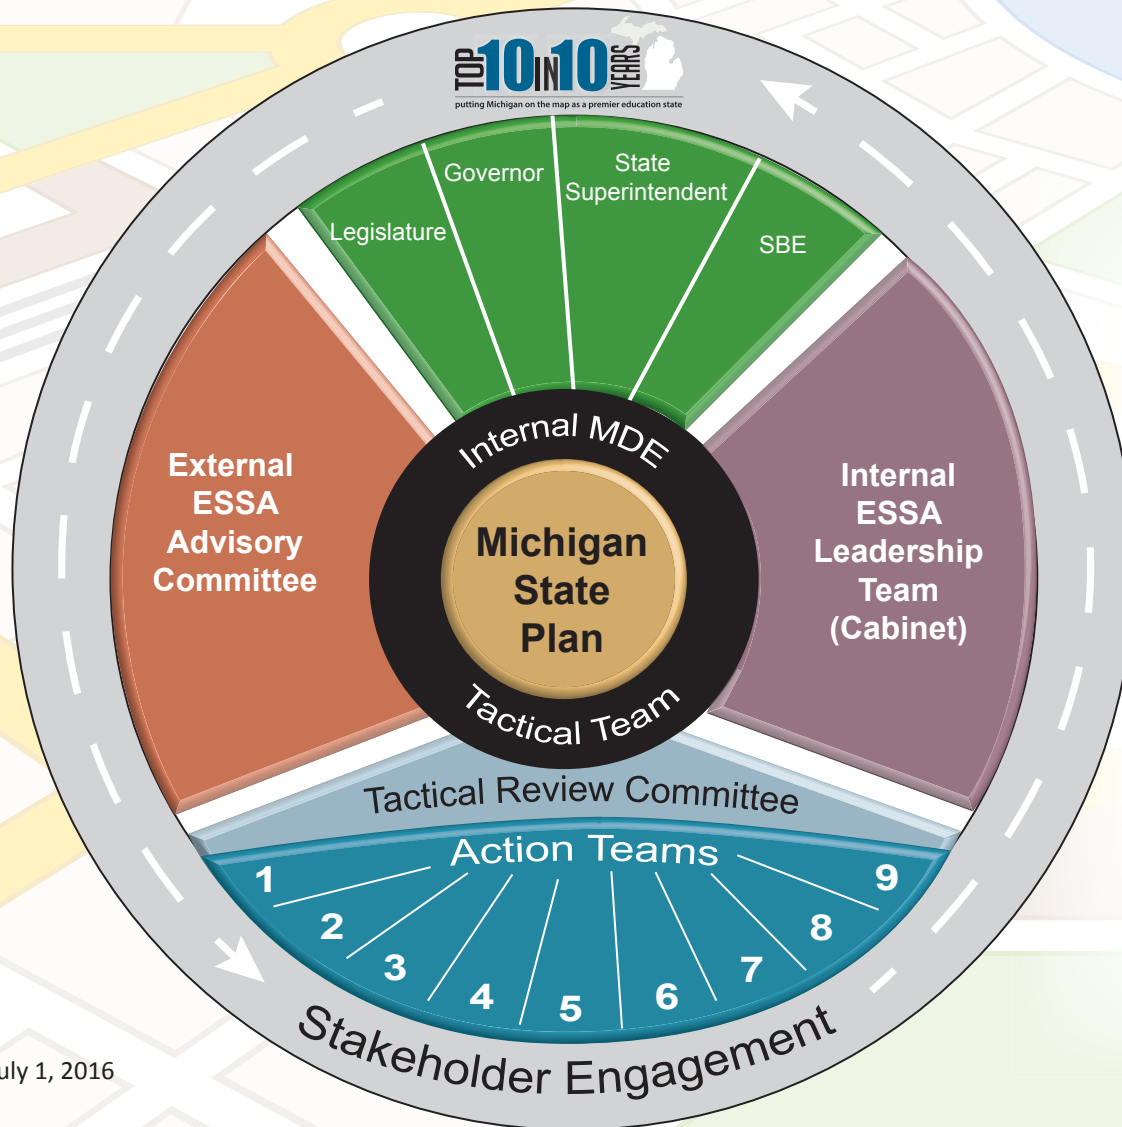 TOP 10 IN 10 YEARS
putting Michigan on the map as a premier education state
Legislature
Governor
State
Superintendent
SBE
External
ESSA
Advisory
Committee
Internal MDE
Michigan
State
Plan
Tactical Team
Internal
ESSA
Leadership
Team
(Cabinet)
Tactical Review Committee
Action Teams
1
2
3
4
5
6
7
8
9
Stakeholder Engagement
uly 1, 2016